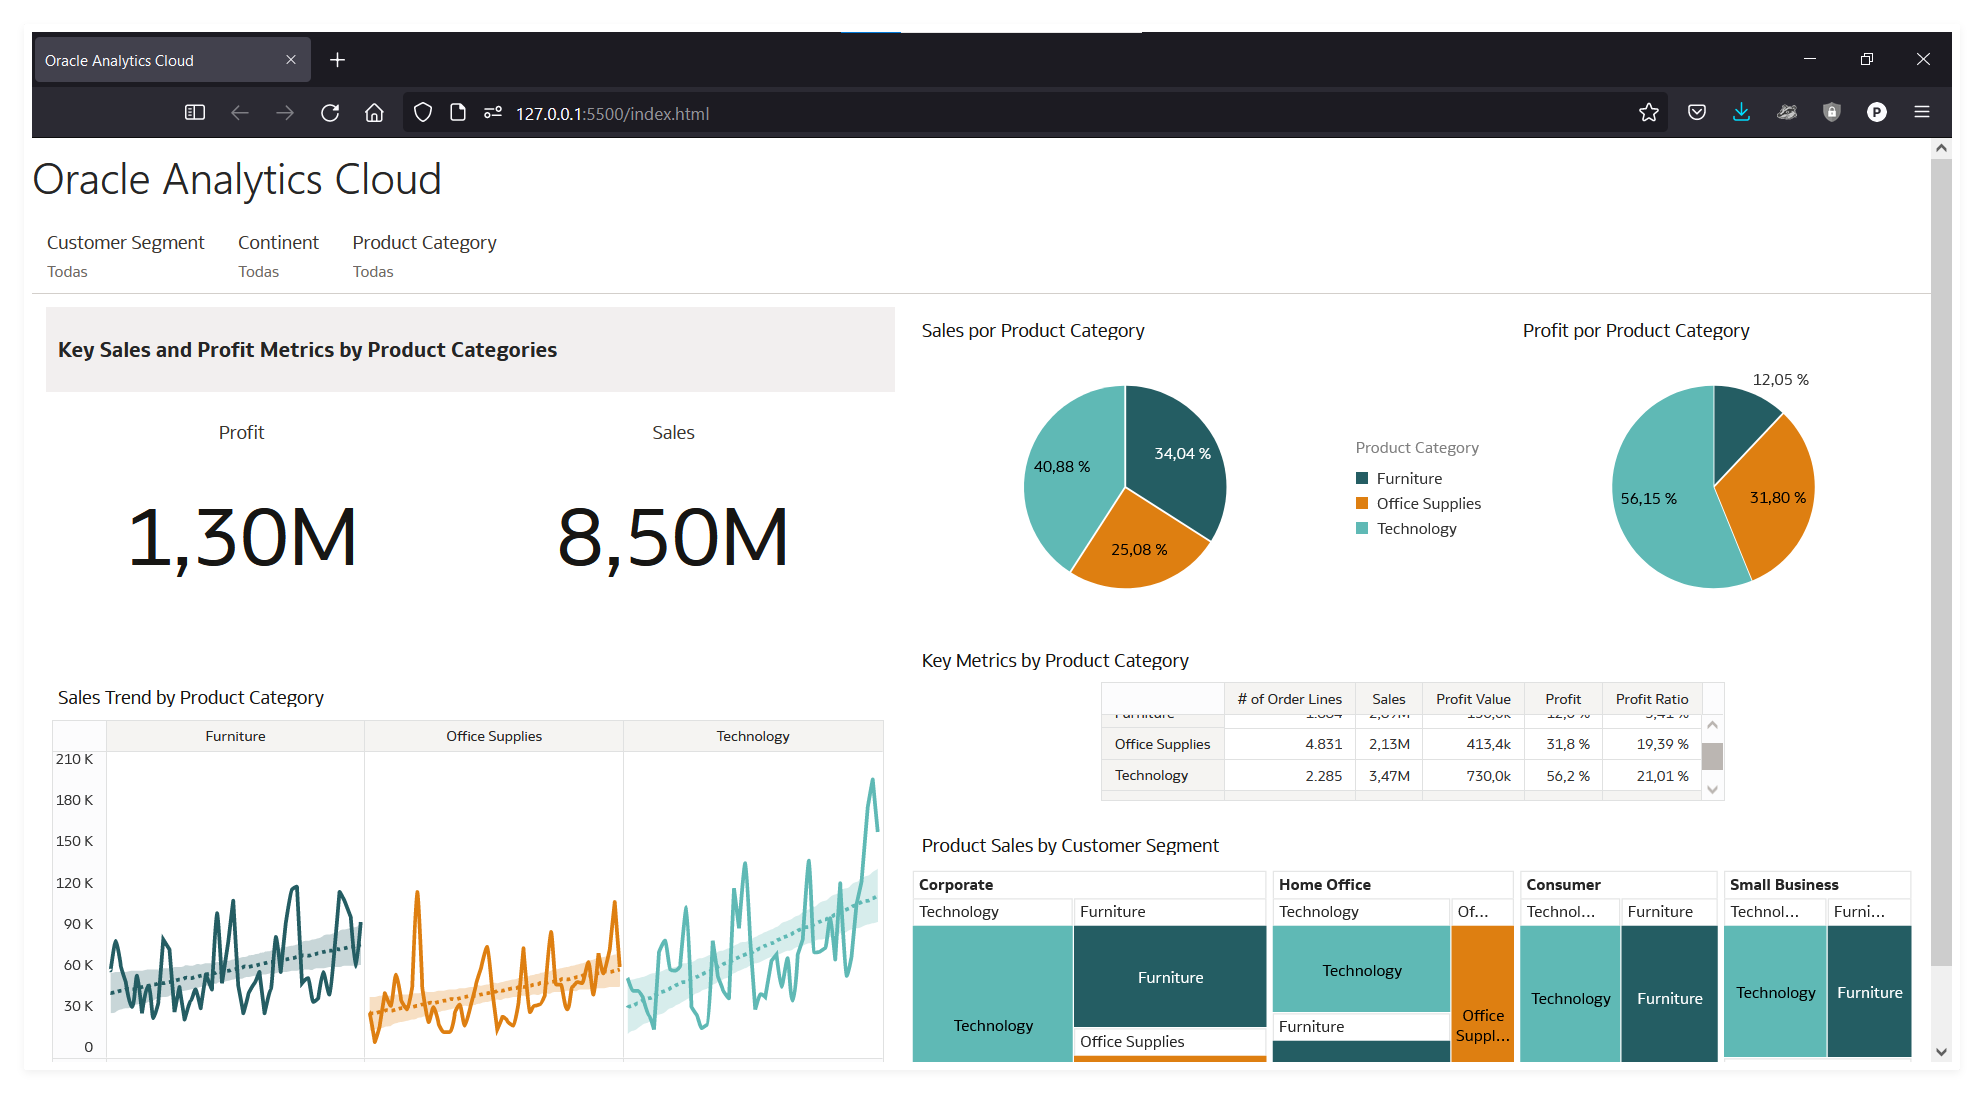 Oracle Analytics Cloud
127.0.0.1:5500/index.html
P
Oracle Analytics Cloud
Customer Segment Continent Product Category
Todas Todas Todas
Key Sales and Profit Metrics by Product Categories
Profit Sales
1,30M 8,50M
Sales por Product Category
34,04 %
40,88 %
25,08 %
Product Category
Furniture
Office Supplies
Technology
Profit por Product Category
12,05 %
56,15 %
31,80 %
Sales Trend by Product Category
Furniture Office Supplies Technology
210 K
180 K
150 K
120 K
90 K
60 K
30 K
0
Key Metrics by Product Category
# of Order Lines Sales Profit Value Profit Profit Ratio
Office Supplies 4.831 2,13M 413,4k 31,8 % 19,39 %
Technology 2.285 3,47M 730,0k 56,2 % 21,01 %
Product Sales by Customer Segment
Corporate Home Office Consumer Small Business
Technology Furniture Technology Of... Technol... Furniture Technol... Furni...
Furniture
Technology
Technology
Furniture
Technology
Furniture
Office
Suppl...
Technology
Furniture
Office Supplies